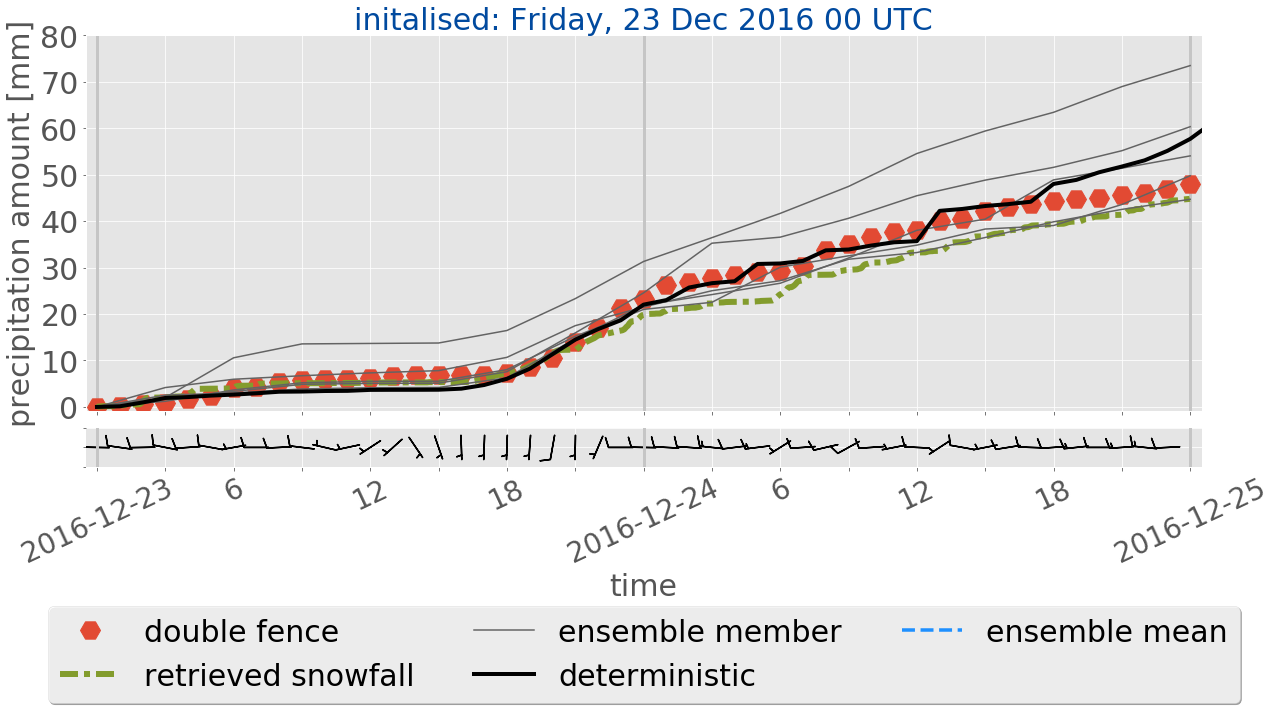 initalised: Friday, 23 Dec 2016 00 UTC
precipitation amount [mm]
80
70
60
50
40
30
20
10
0
2016-12-23 6 12 18 2016-12-24 6 12 18 2016-12-25
time
double fence ensemble member ensemble mean
retrieved snowfall deterministic